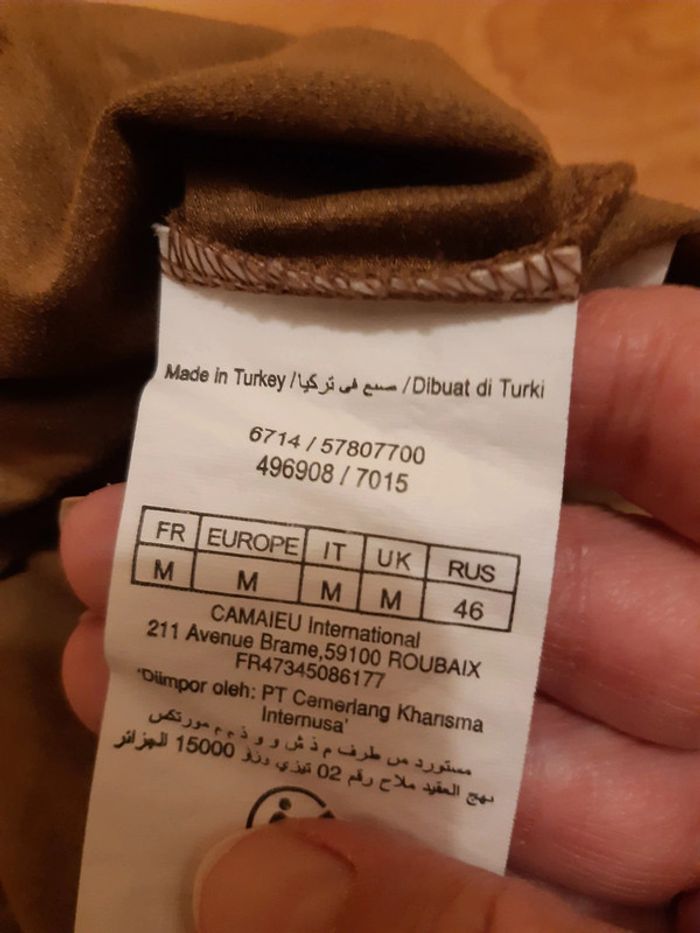 Made in Turkey / صنع في تركيا / Dibuat di Turki
6714 / 57807700
496908 / 7015
FR EUROPE IT UK RUS
M M M M 46
CAMAIEU International
211 Avenue Brame,59100 ROUBAIX
FR47345086177
'Diimpor oleh: PT Cemerlang Kharisma
Internusa'
مستورد من طرف م ذ ش و و ذ م م مورتكس
نهج العقيد ملاح رقم 02 تيزي وزو 15000 الجزائر